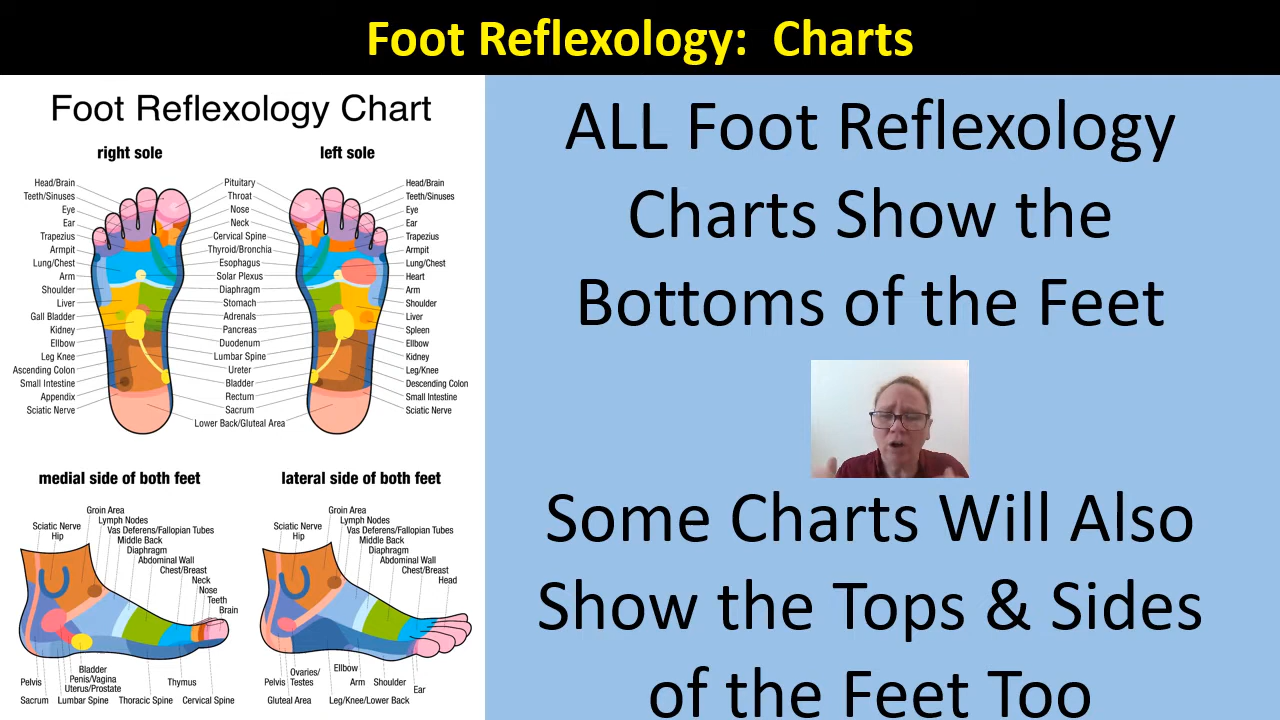 Foot Reflexology:  Charts
Foot Reflexology Chart
right sole
left sole
Head/Brain
Teeth/Sinuses
Eye
Ear
Trapezius
Armpit
Lung/Chest
Arm
Shoulder
Liver
Gall Bladder
Kidney
Ellbow
Leg Knee
Ascending Colon
Small Intestine
Appendix
Sciatic Nerve
Pituitary
Throat
Nose
Neck
Cervical Spine
Thyroid/Bronchia
Esophagus
Solar Plexus
Diaphragm
Stomach
Adrenals
Pancreas
Duodenum
Lumbar Spine
Ureter
Bladder
Rectum
Sacrum
Lower Back/Gluteal Area
Head/Brain
Teeth/Sinuses
Eye
Ear
Trapezius
Armpit
Lung/Chest
Heart
Arm
Shoulder
Liver
Spleen
Ellbow
Kidney
Leg/Knee
Descending Colon
Small Intestine
Sciatic Nerve
medial side of both feet
Groin Area
Lymph Nodes
Sciatic Nerve
Vas Deferens/Fallopian Tubes
Hip
Middle Back
Diaphragm
Abdominal Wall
Chest/Breast
Neck
Nose
Teeth
Brain
Bladder
Pelvis
Penis/Vagina
Thymus
Uterus/Prostate
Sacrum
Lumbar Spine
Thoracic Spine
Cervical Spine
lateral side of both feet
Groin Area
Lymph Nodes
Sciatic Nerve
Vas Deferens/Fallopian Tubes
Hip
Middle Back
Diaphragm
Abdominal Wall
Chest/Breast
Head
Ellbow
Ovaries/
Pelvis
Testes
Arm
Shoulder
Ear
Gluteal Area
Leg/Knee/Lower Back
ALL Foot Reflexology
Charts Show the
Bottoms of the Feet
Some Charts Will Also
Show the Tops & Sides
of the Feet Too